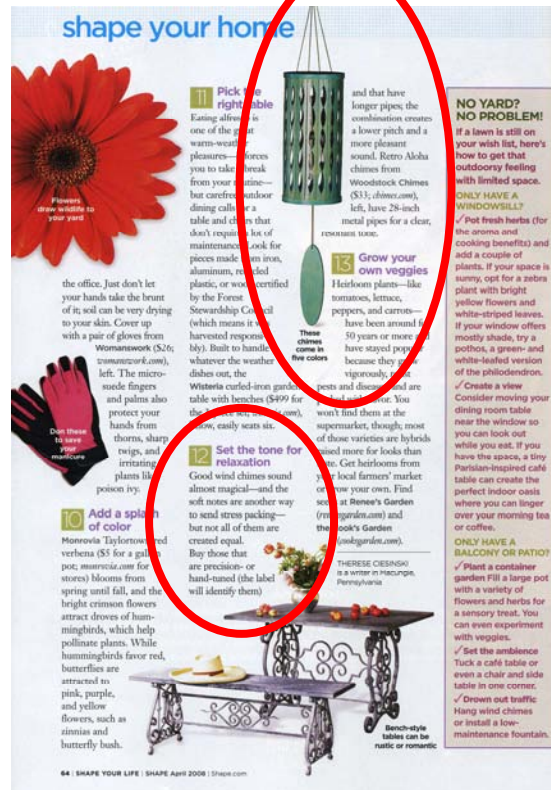 shape your home
Flowers
draw wildlife to
your yard
the office. Just don't let
your hands take the brunt
of it; soil can be very drying
to your skin. Cover up
with a pair of gloves from
Womanswork ($26;
womanswork.com),
left. The micro-
suede fingers
and palms also
protect your
hands from
thorns, sharp
twigs, and
irritating
plants like
poison ivy.
Don these
to save
your
manicure
10 Add a splash
of color
Monrovia Taylortown red
verbena ($5 for a gallon
pot; monrovia.com for
stores) blooms from
spring until fall, and the
bright crimson flowers
attract droves of hum-
mingbirds, which help
pollinate plants. While
hummingbirds favor red,
butterflies are
attracted to
pink, purple,
and yellow
flowers, such as
zinnias and
butterfly bush.
11 Pick the
right table
Eating alfresco is
one of the great
warm-weather
pleasures—it forces
you to take a break
from your routine—
but carefree outdoor
dining calls for a
table and chairs that
don't require a lot of
maintenance. Look for
pieces made from iron,
aluminum, recycled
plastic, or wood certified
by the Forest
Stewardship Council
(which means it was
harvested responsi-
bly). Built to handle
whatever the weather
dishes out, the
Wisteria curled-iron garden
table with benches ($499 for
the set;
easily seats six.
12 Set the tone for
relaxation
Good wind chimes sound
almost magical—and the
soft notes are another way
to send stress packing—
but not all of them are
created equal.
Buy those that
are precision- or
hand-tuned (the label
will identify them)
and that have
longer pipes; the
combination creates
a lower pitch and a
more pleasant
sound. Retro Aloha
chimes from
Woodstock Chimes
($33; chimes.com),
left, have 28-inch
metal pipes for a clear,
resonant tone.
These
chimes
come in
five colors
13 Grow your
own veggies
Heirloom plants—like
tomatoes, lettuce,
peppers, and carrots—
have been around for
50 years or more and
have stayed popular
because they grow
vigorously, resist
pests and disease, and are
packed with flavor. You
won't find them at the
supermarket, though; most
of those varieties are hybrids
raised more for looks than
taste. Get heirlooms from
your local farmers' market
or grow your own. Find
seeds at Renee's Garden
(reneesgarden.com) and
the Cook's Garden
(cooksgarden.com).
THERESE CIESINSKI
is a writer in Macungie,
Pennsylvania
Bench-style
tables can be
rustic or romantic
NO YARD?
NO PROBLEM!
If a lawn is still on
your wish list, here's
how to get that
outdoorsy feeling
with limited space.
ONLY HAVE A
WINDOWSILL?
✓ Pot fresh herbs (for
the aroma and
cooking benefits) and
add a couple of
plants. If your space is
sunny, opt for a zebra
plant with bright
yellow flowers and
white-striped leaves.
If your window offers
mostly shade, try a
pothos, a green- and
white-leafed version
of the philodendron.
✓ Create a view
Consider moving your
dining room table
near the window so
you can look out
while you eat. If you
have the space, a tiny
Parisian-inspired café
table can create the
perfect indoor oasis
where you can linger
over your morning tea
or coffee.
ONLY HAVE A
BALCONY OR PATIO?
✓ Plant a container
garden Fill a large pot
with a variety of
flowers and herbs for
a sensory treat. You
can even experiment
with veggies.
✓ Set the ambience
Tuck a café table or
even a chair and side
table in one corner.
✓ Drown out traffic
Hang wind chimes
or install a low-
maintenance fountain.
64 | SHAPE YOUR LIFE | SHAPE April 2008 | Shape.com